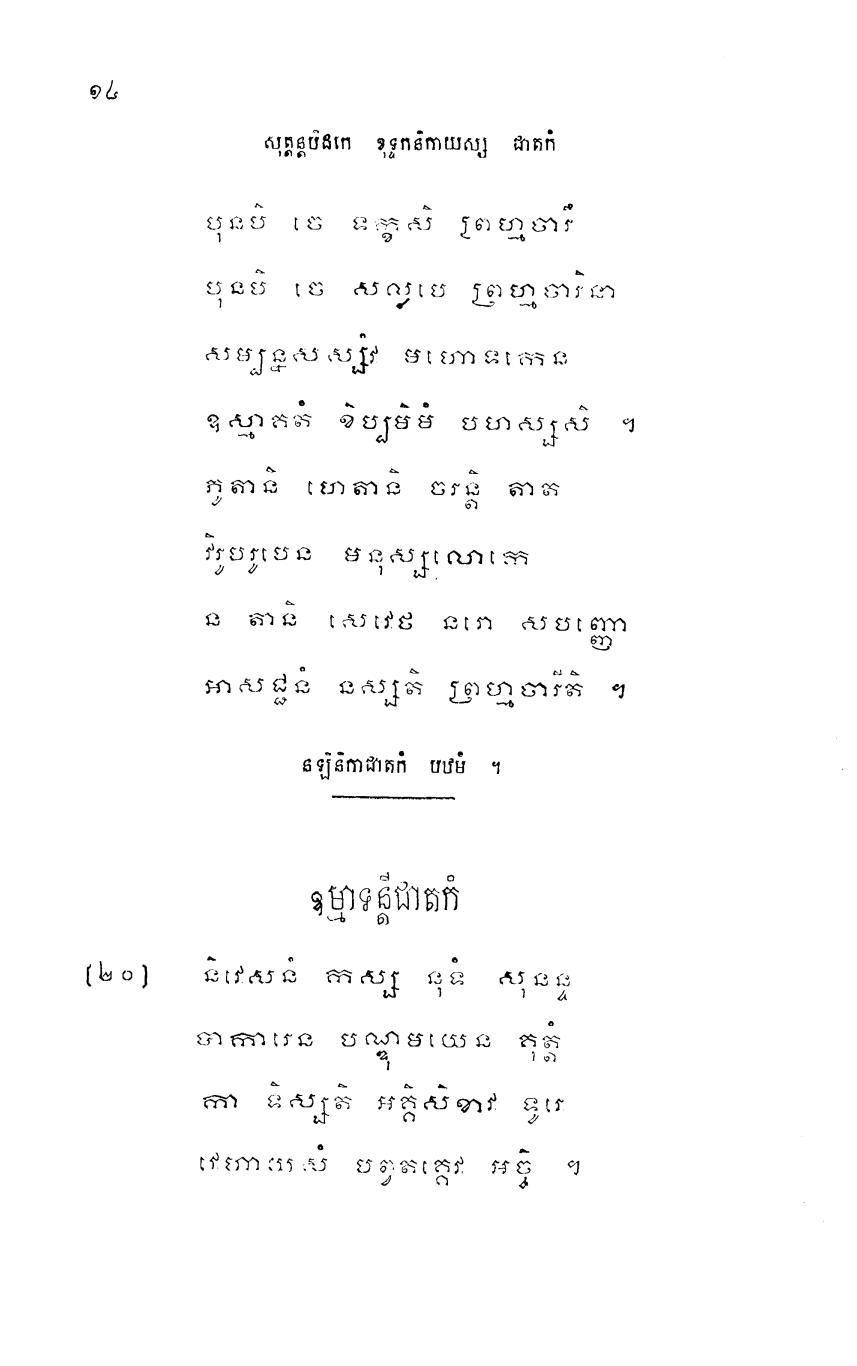 ១៤
សុត្តន្តបិដកេ ខុទ្ទកនិកាយស្ស ជាតកំ
បុនបិ ចេ ទក្ខសិ ព្រហ្មចារឹ
បុនបិ ចេ សល្លបេ ព្រហ្មចារិនា
សម្បន្នសស្សំវ មហោទកេន
ឧស្មាគតំ ខិប្បមិមំ បហស្សសិ ។
ភូតានិ ហេតានិ ចរន្តិ តាត
វិរូបរូបេន មនុស្សលោកេ
ន តានិ សេវេថ នរោ សបញ្ញោ
អាសជ្ជនំ នស្សតិ ព្រហ្មចារីតិ ។
នឡិនិកាជាតកំ បឋមំ ។
ឧម្មាទន្តីជាតកំ
(២០) និវេសនំ កស្ស នុទំ សុនន្ទ
បាការេន បណ្ឌុមយេន គុត្តំ
កា ទិស្សតិ អគ្គិសិខាវ ទូរេ
វេហាយសំ បព្វតគ្គេវ អច្ចិ ។